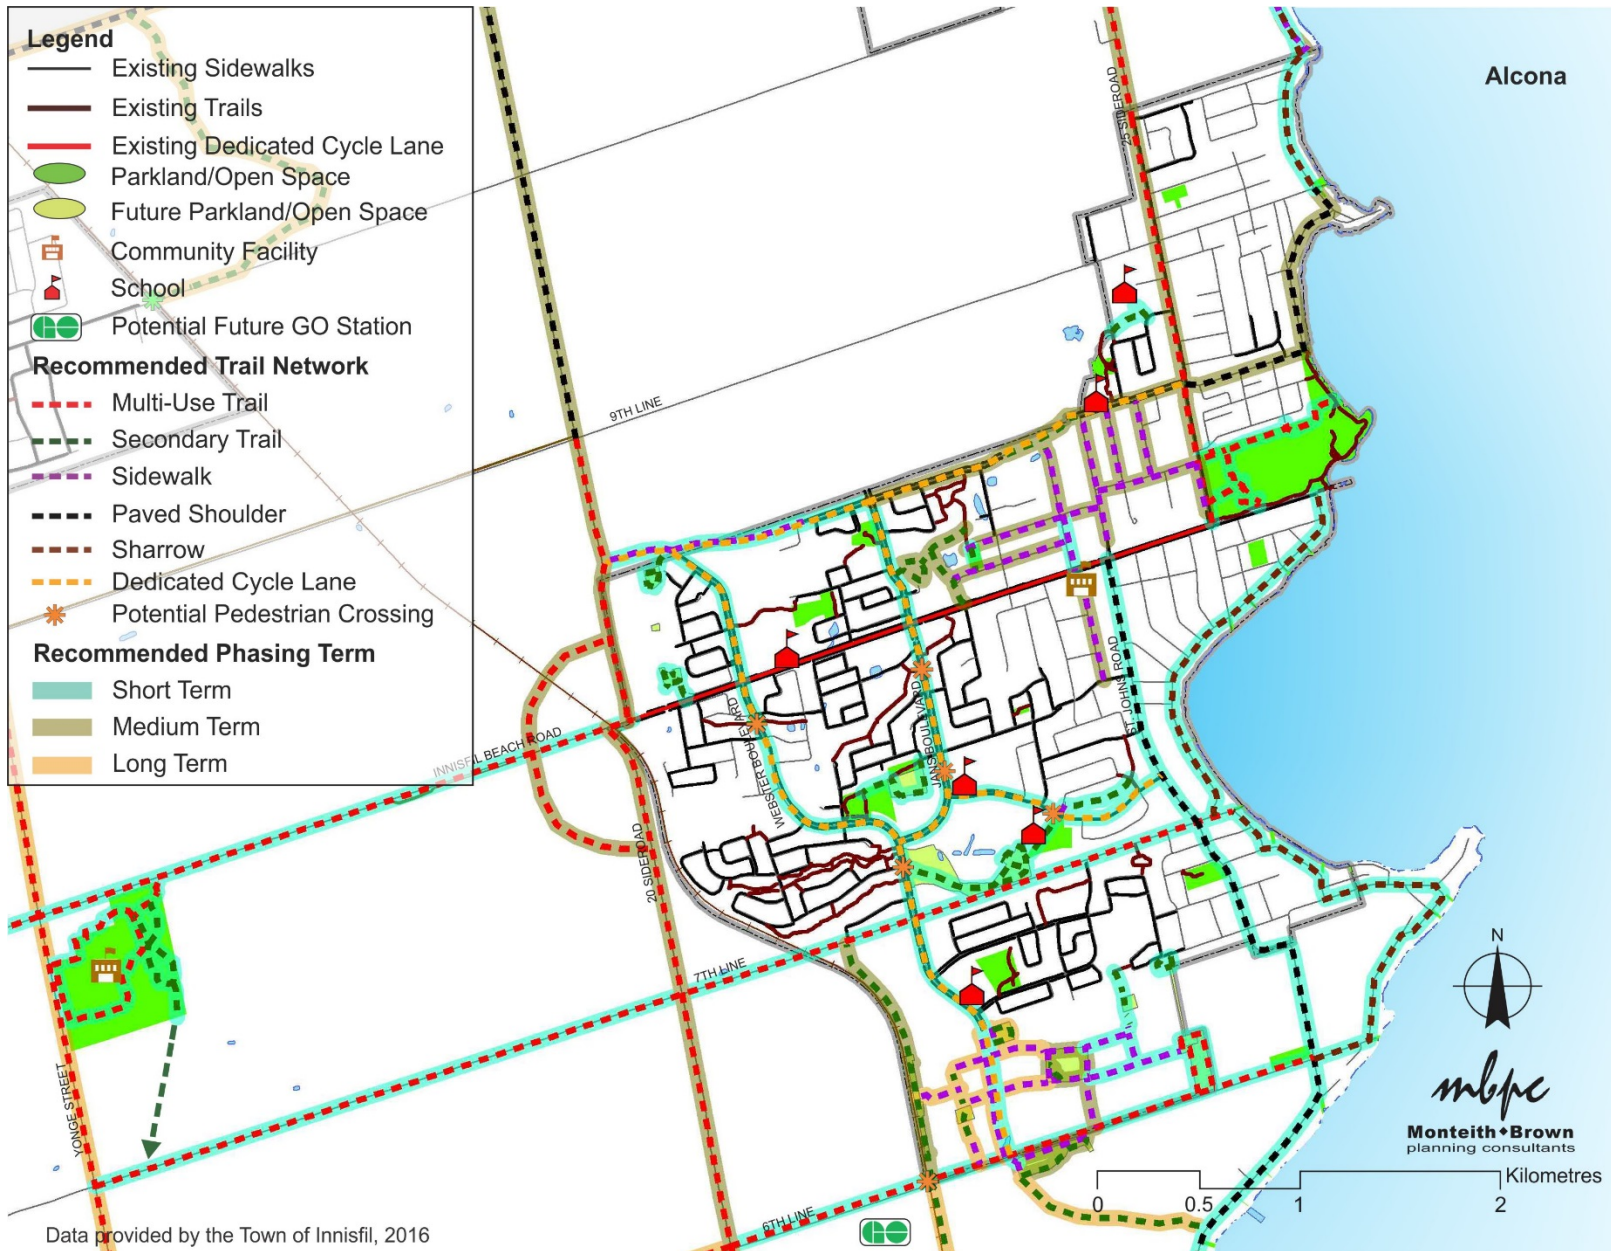 Legend
Existing Sidewalks
Existing Trails
Existing Dedicated Cycle Lane
Parkland/Open Space
Future Parkland/Open Space
Community Facility
School
GO Potential Future GO Station
Recommended Trail Network
Multi-Use Trail
Secondary Trail
Sidewalk
Paved Shoulder
Sharrow
Dedicated Cycle Lane
Potential Pedestrian Crossing
Recommended Phasing Term
Short Term
Medium Term
Long Term
Alcona
25 SIDEROAD
9TH LINE
INNISFIL BEACH ROAD
WEBSTER BOULEVARD
JANS BOULEVARD
ST. JOHNS ROAD
20 SIDEROAD
7TH LINE
YONGE STREET
6TH LINE
GO
N
mbpc
Monteith◆Brown
planning consultants
Kilometres
0 0.5 1 2
Data provided by the Town of Innisfil, 2016